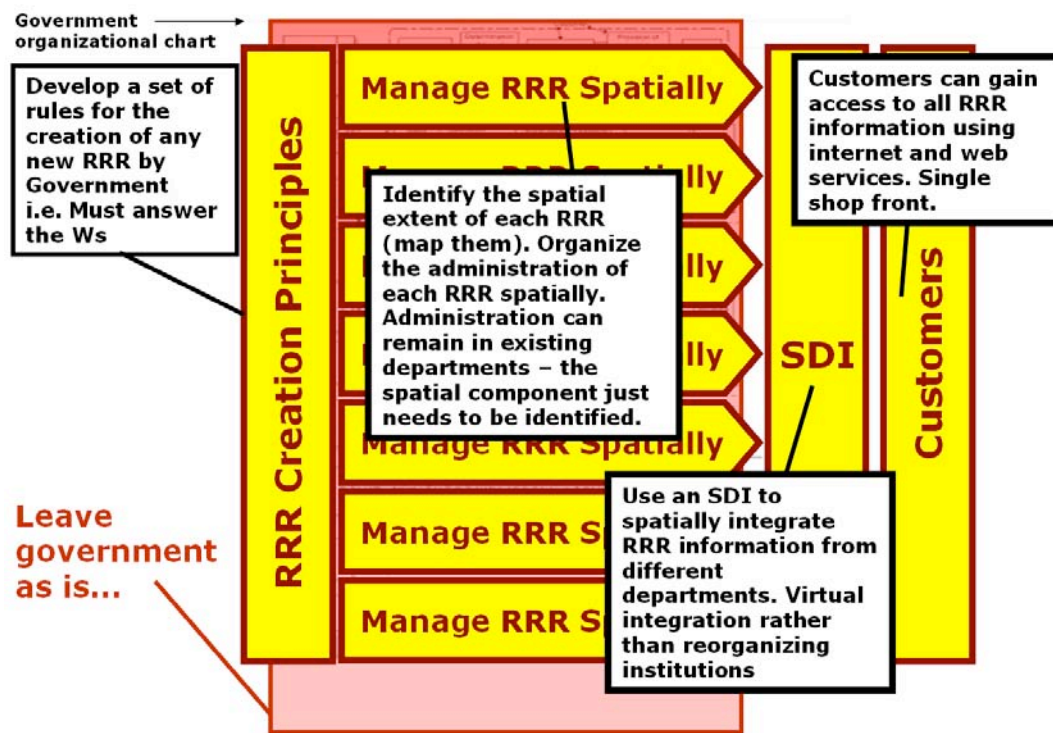 Government
organizational chart
Develop a set of
rules for the
creation of any
new RRR by
Government
i.e. Must answer
the Ws
RRR Creation Principles
Manage RRR Spatially
Identify the spatial
extent of each RRR
(map them). Organize
the administration of
each RRR spatially.
Administration can
remain in existing
departments – the
spatial component just
needs to be identified.
Manage RRR Spatially
Manage RRR Sp
Manage RRR Sp
SDI
Use an SDI to
spatially integrate
RRR information from
different
departments. Virtual
integration rather
than reorganizing
institutions
Customers can gain
access to all RRR
information using
internet and web
services. Single
shop front.
Customers
Leave
government
as is...